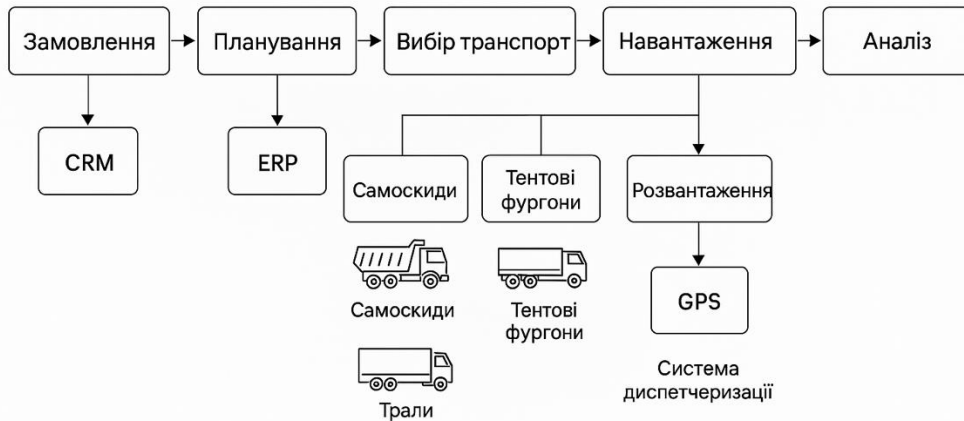 Замовлення
Планування
Вибір транспорт
Навантаження
Аналіз
CRM
ERP
Самоскиди
Тентові
фургони
Розвантаження
Самоскиди
Тентові
фургони
GPS
Трали
Система
диспетчеризації